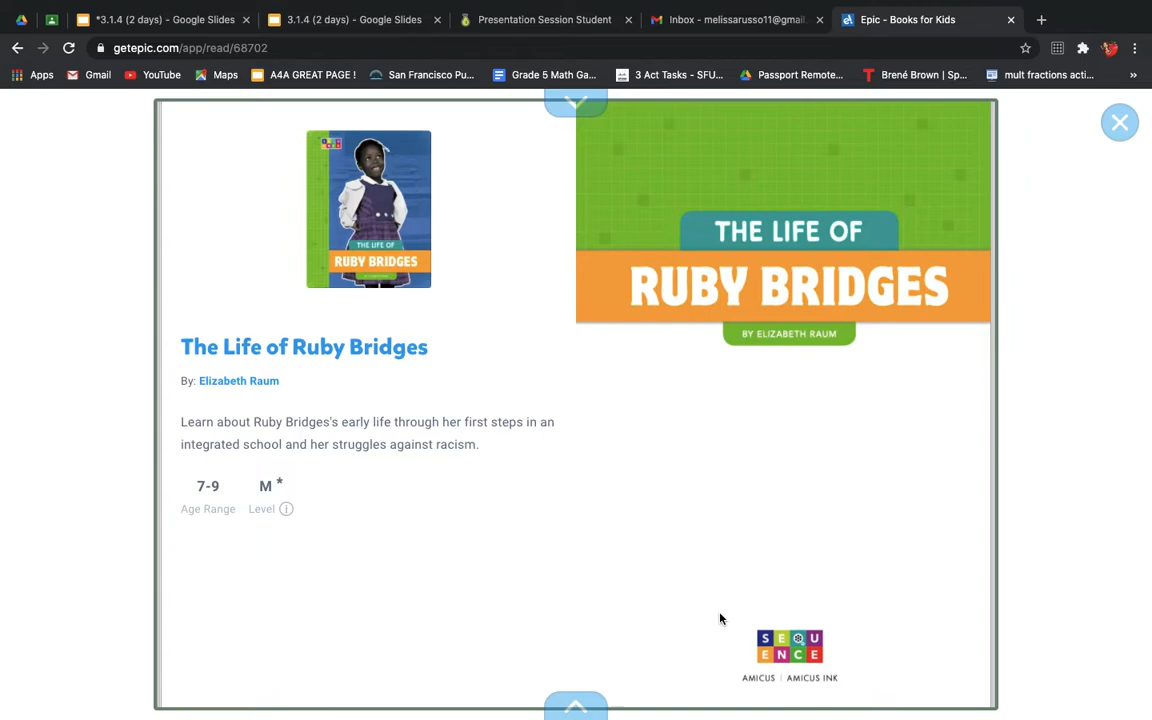 *3.1.4 (2 days) - Google Slides
3.1.4 (2 days) - Google Slides
Presentation Session Student
Inbox - melissarusso11@gmail.
Epic - Books for Kids
getepic.com/app/read/68702
Apps
Gmail
YouTube
Maps
A4A GREAT PAGE !
San Francisco Pu...
Grade 5 Math Ga...
3 Act Tasks - SFU...
Passport Remote...
Brené Brown | Sp...
mult fractions acti...
»
THE LIFE OF
RUBY BRIDGES
The Life of Ruby Bridges
By: Elizabeth Raum
Learn about Ruby Bridges's early life through her first steps in an
integrated school and her struggles against racism.
7-9
M *
Age Range
Level
THE LIFE OF
RUBY BRIDGES
BY ELIZABETH RAUM
SEQU
ENCE
AMICUS | AMICUS INK